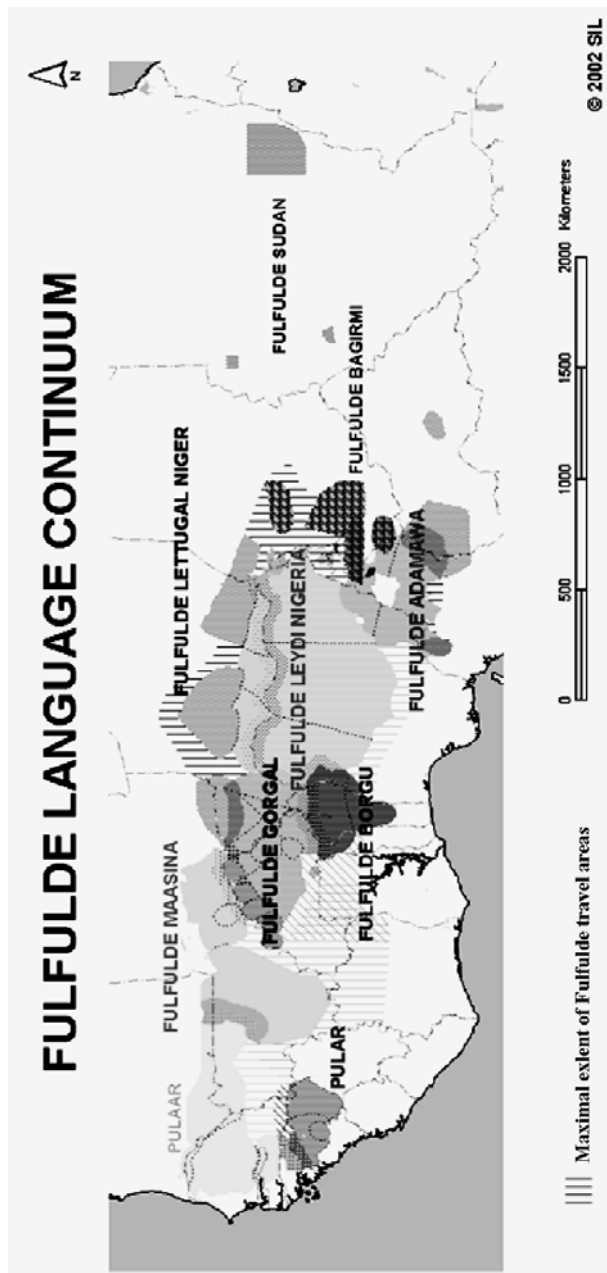 FULFULDE LANGUAGE CONTINUUM
N
PULAAR
FULFULDE MAASINA
FULFULDE LETTUGAL NIGER
FULFULDE GORGAL
FULFULDE LEYDI NIGERIA
FULFULDE SUDAN
PULAR
FULFULDE BORGU
FULFULDE ADAMAWA
FULFULDE BAGIRMI
Maximal extent of Fulfulde travel areas
0 500 1000 1500 2000 Kilometers
© 2002 SIL